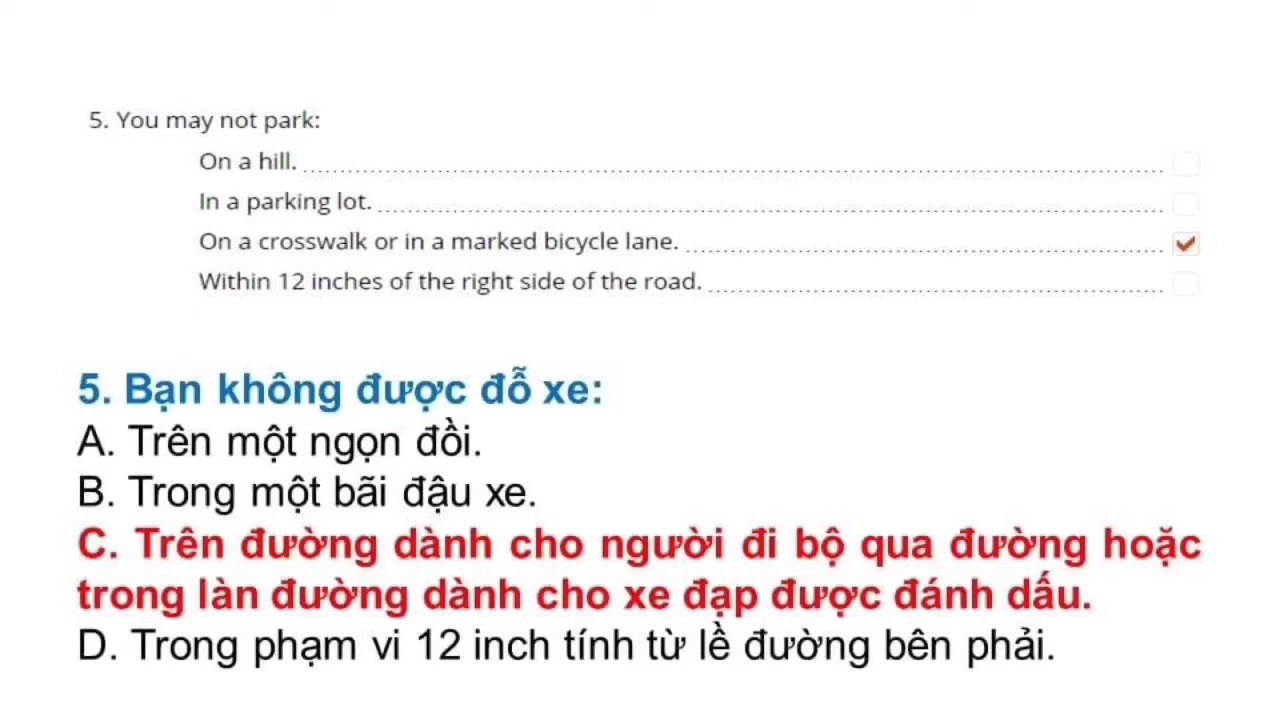 5. You may not park:
On a hill.
In a parking lot.
On a crosswalk or in a marked bicycle lane.
Within 12 inches of the right side of the road.
5. Bạn không được đỗ xe:
A. Trên một ngọn đồi.
B. Trong một bãi đậu xe.
C. Trên đường dành cho người đi bộ qua đường hoặc
trong làn đường dành cho xe đạp được đánh dấu.
D. Trong phạm vi 12 inch tính từ lề đường bên phải.